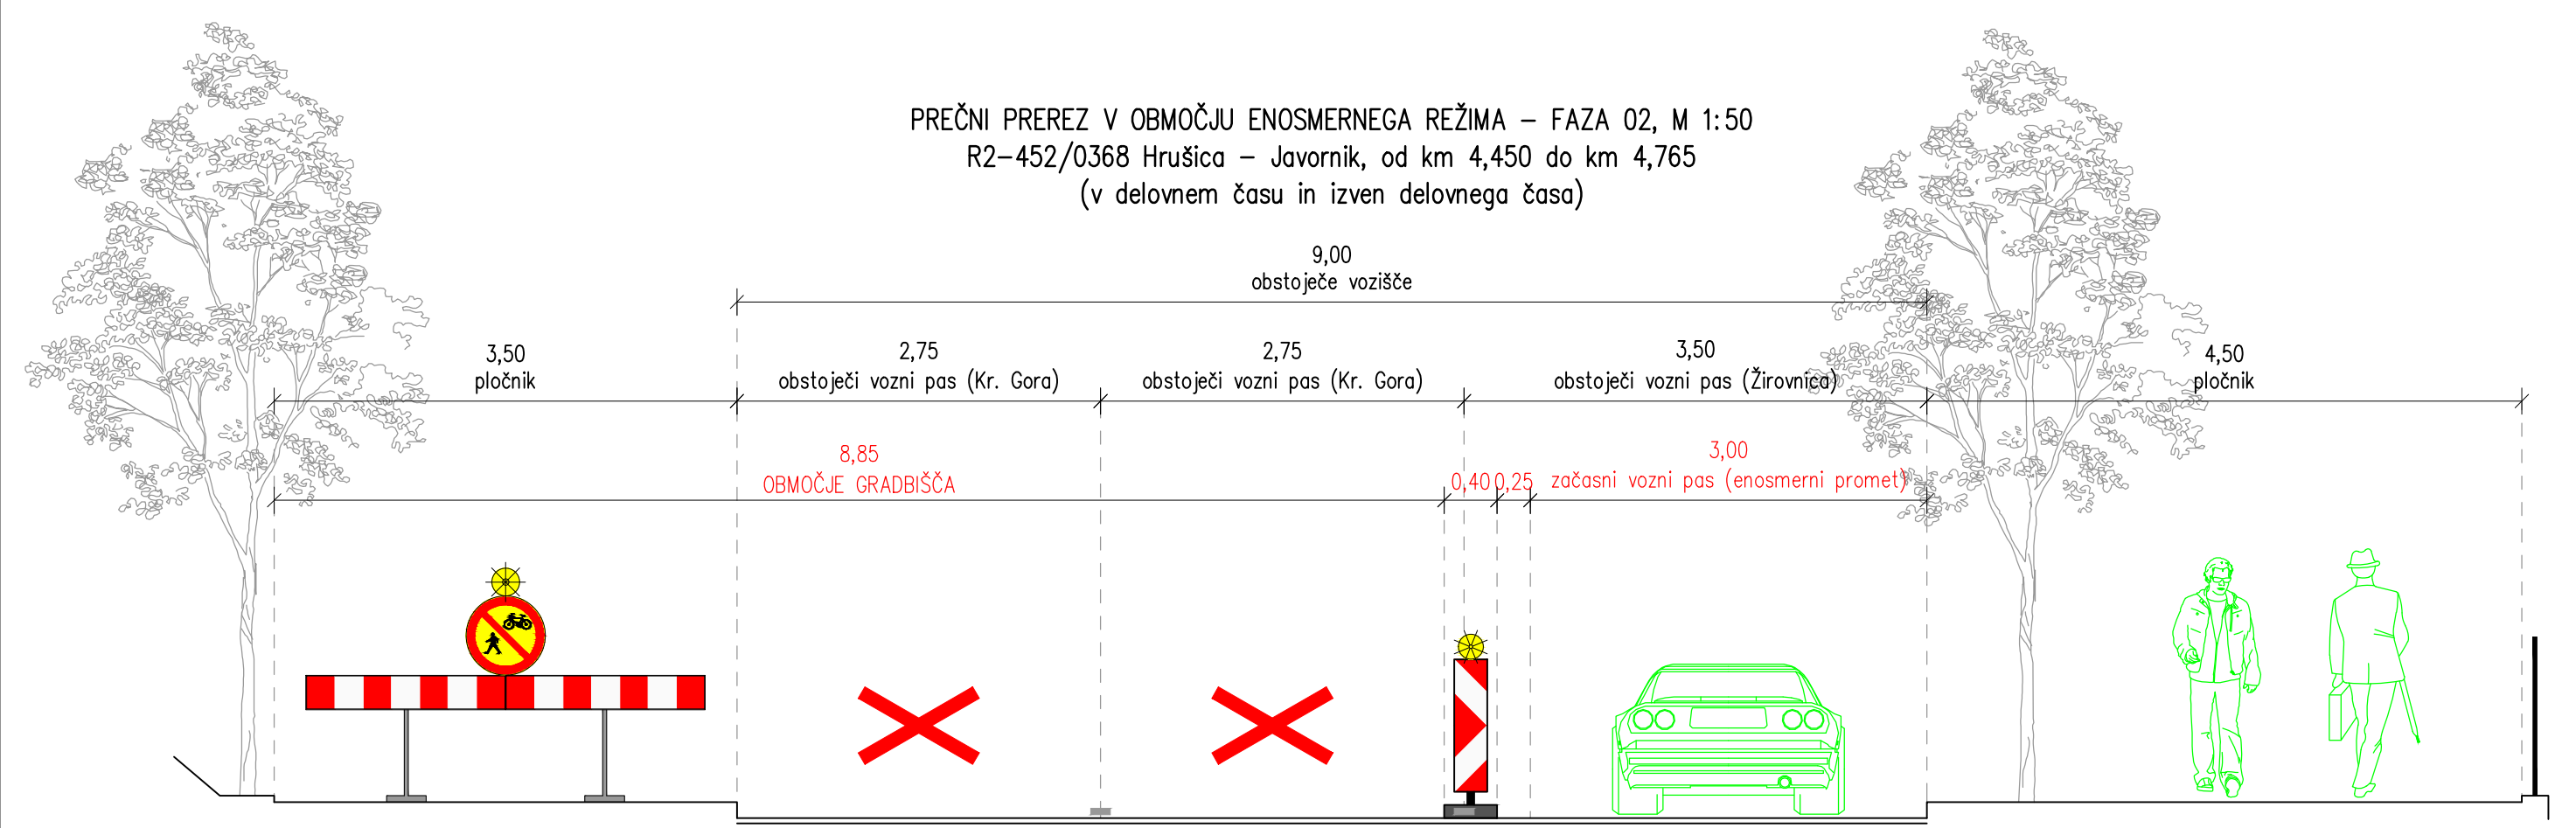 PREČNI PREREZ V OBMOČJU ENOSMERNEGA REŽIMA – FAZA 02, M 1:50
R2–452/0368 Hrušica – Javornik, od km 4,450 do km 4,765
(v delovnem času in izven delovnega časa)
9,00
obstoječe vozišče
3,50
pločnik
2,75
obstoječi vozni pas (Kr. Gora)
2,75
obstoječi vozni pas (Kr. Gora)
3,50
obstoječi vozni pas (Žirovnica)
4,50
pločnik
8,85
OBMOČJE GRADBIŠČA
0,40
0,25
3,00
začasni vozni pas (enosmerni promet)